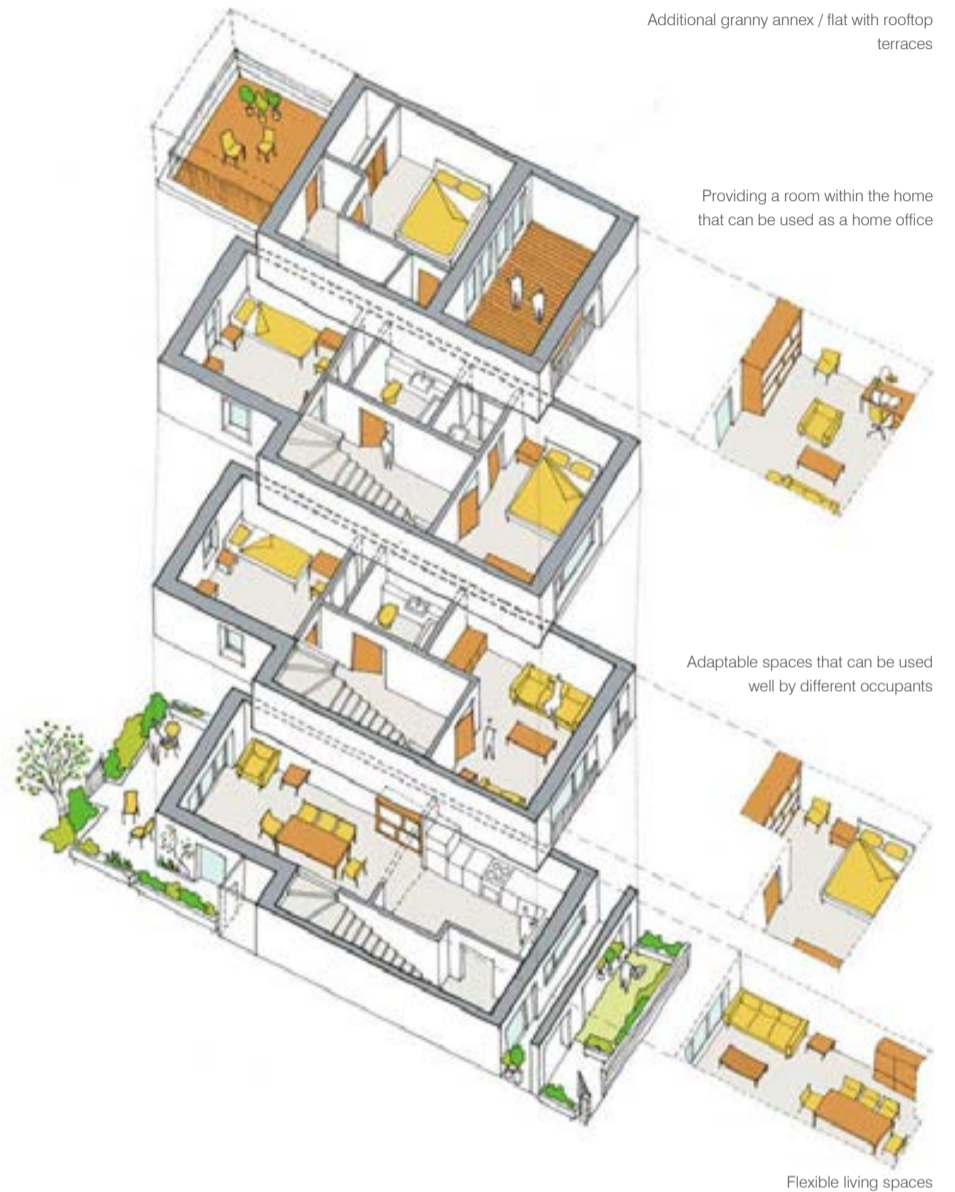 Additional granny annex / flat with rooftop
terraces
Providing a room within the home
that can be used as a home office
Adaptable spaces that can be used
well by different occupants
Flexible living spaces